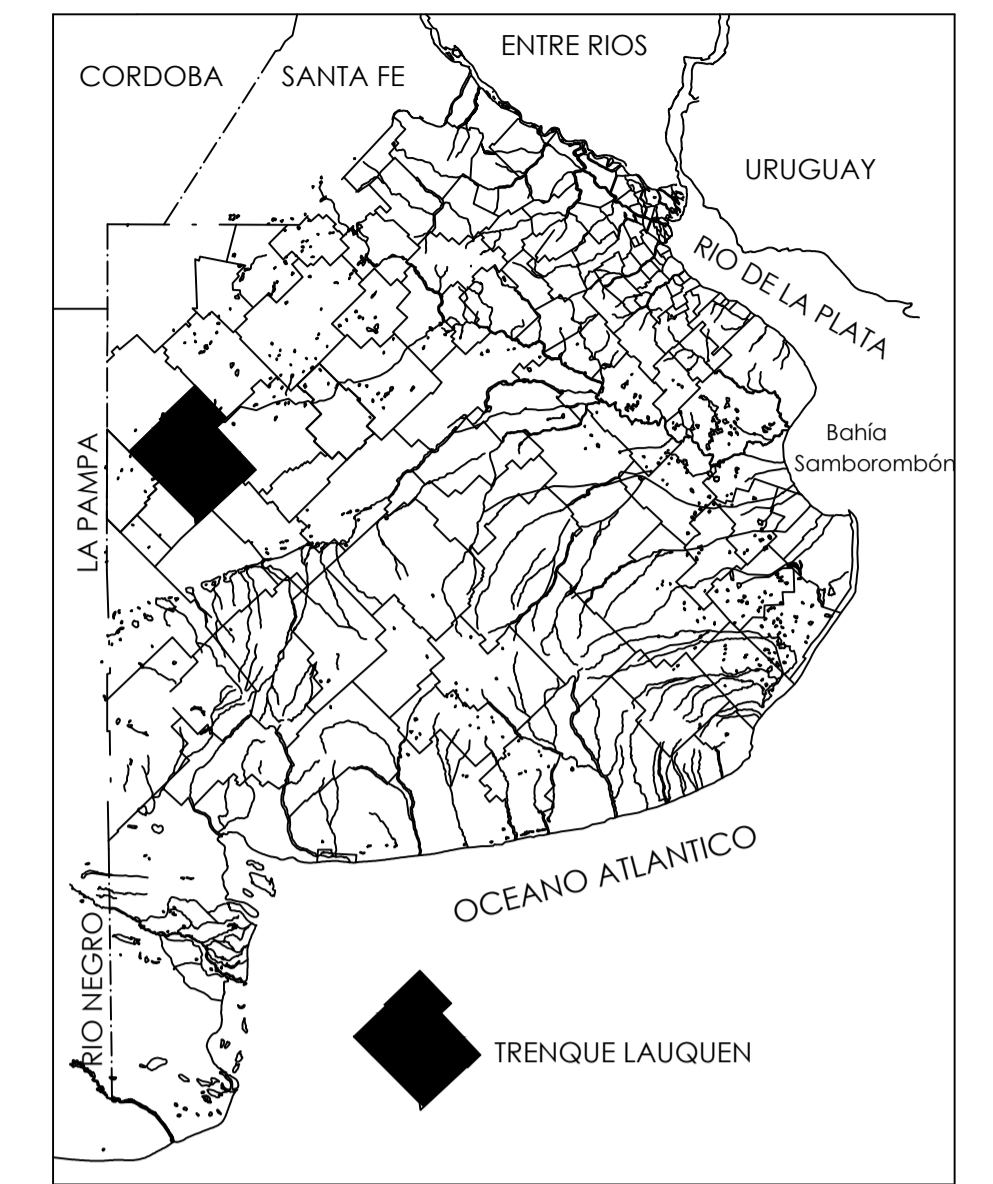 ENTRE RIOS
CORDOBA
SANTA FE
URUGUAY
RIO DE LA PLATA
Bahía
Samborombón
LA PAMPA
OCEANO ATLANTICO
RIO NEGRO
TRENQUE LAUQUEN